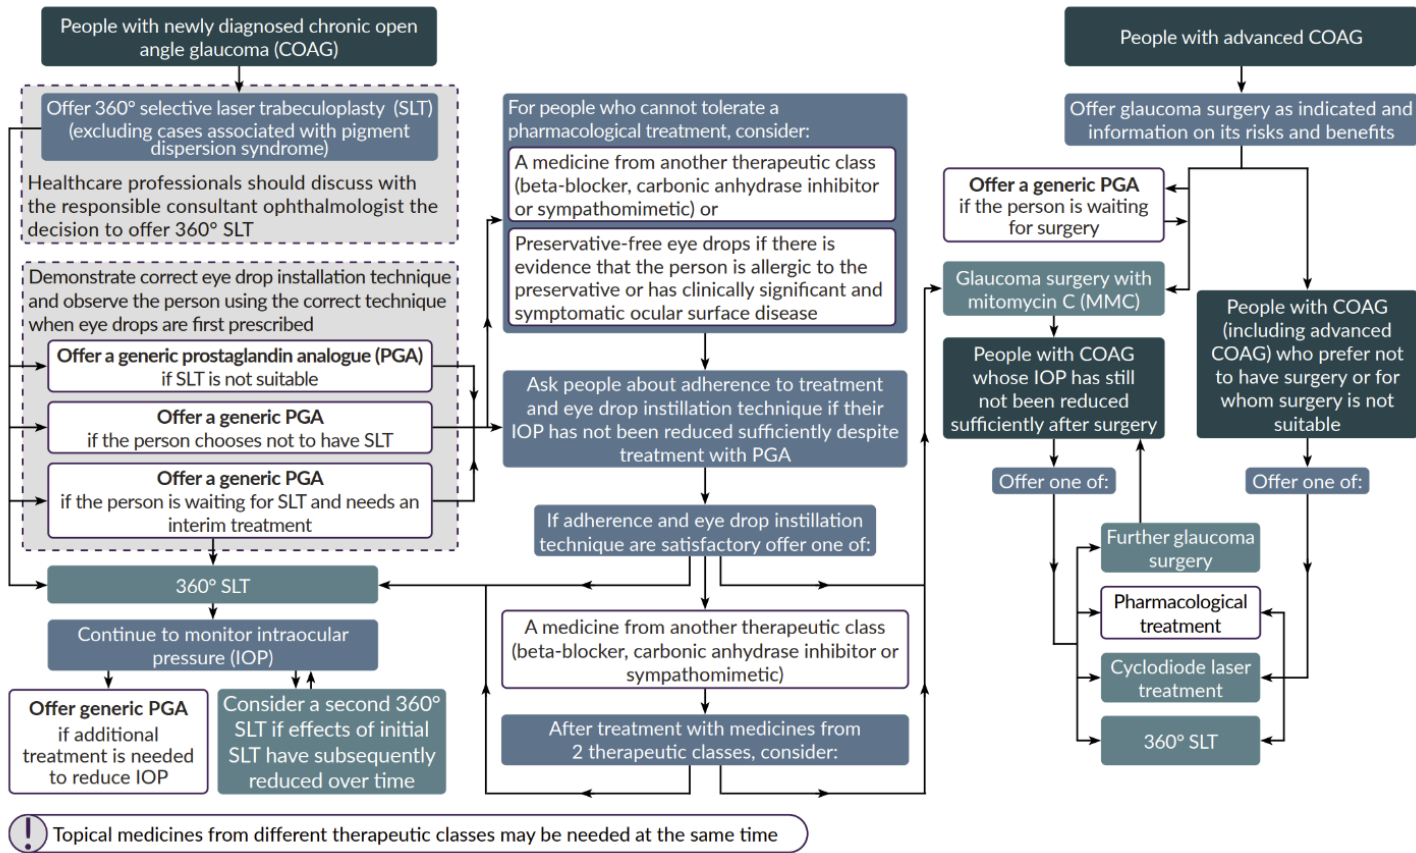 People with newly diagnosed chronic open
angle glaucoma (COAG)
Offer 360° selective laser trabeculoplasty (SLT)
(excluding cases associated with pigment
dispersion syndrome)
Healthcare professionals should discuss with
the responsible consultant ophthalmologist the
decision to offer 360° SLT
Demonstrate correct eye drop installation technique
and observe the person using the correct technique
when eye drops are first prescribed
Offer a generic prostaglandin analogue (PGA)
if SLT is not suitable
Offer a generic PGA
if the person chooses not to have SLT
Offer a generic PGA
if the person is waiting for SLT and needs an
interim treatment
360° SLT
Continue to monitor intraocular
pressure (IOP)
Offer generic PGA
if additional
treatment is needed
to reduce IOP
Consider a second 360°
SLT if effects of initial
SLT have subsequently
reduced over time
For people who cannot tolerate a
pharmacological treatment, consider:
A medicine from another therapeutic class
(beta-blocker, carbonic anhydrase inhibitor
or sympathomimetic) or
Preservative-free eye drops if there is
evidence that the person is allergic to the
preservative or has clinically significant and
symptomatic ocular surface disease
Ask people about adherence to treatment
and eye drop instillation technique if their
IOP has not been reduced sufficiently despite
treatment with PGA
If adherence and eye drop instillation
technique are satisfactory offer one of:
A medicine from another therapeutic class
(beta-blocker, carbonic anhydrase inhibitor or
sympathomimetic)
After treatment with medicines from
2 therapeutic classes, consider:
People with advanced COAG
Offer glaucoma surgery as indicated and
information on its risks and benefits
Offer a generic PGA
if the person is waiting
for surgery
Glaucoma surgery with
mitomycin C (MMC)
People with COAG
whose IOP has still
not been reduced
sufficiently after surgery
People with COAG
(including advanced
COAG) who prefer not
to have surgery or for
whom surgery is not
suitable
Offer one of:
Offer one of:
Further glaucoma
surgery
Pharmacological
treatment
Cyclodiode laser
treatment
360° SLT
! Topical medicines from different therapeutic classes may be needed at the same time